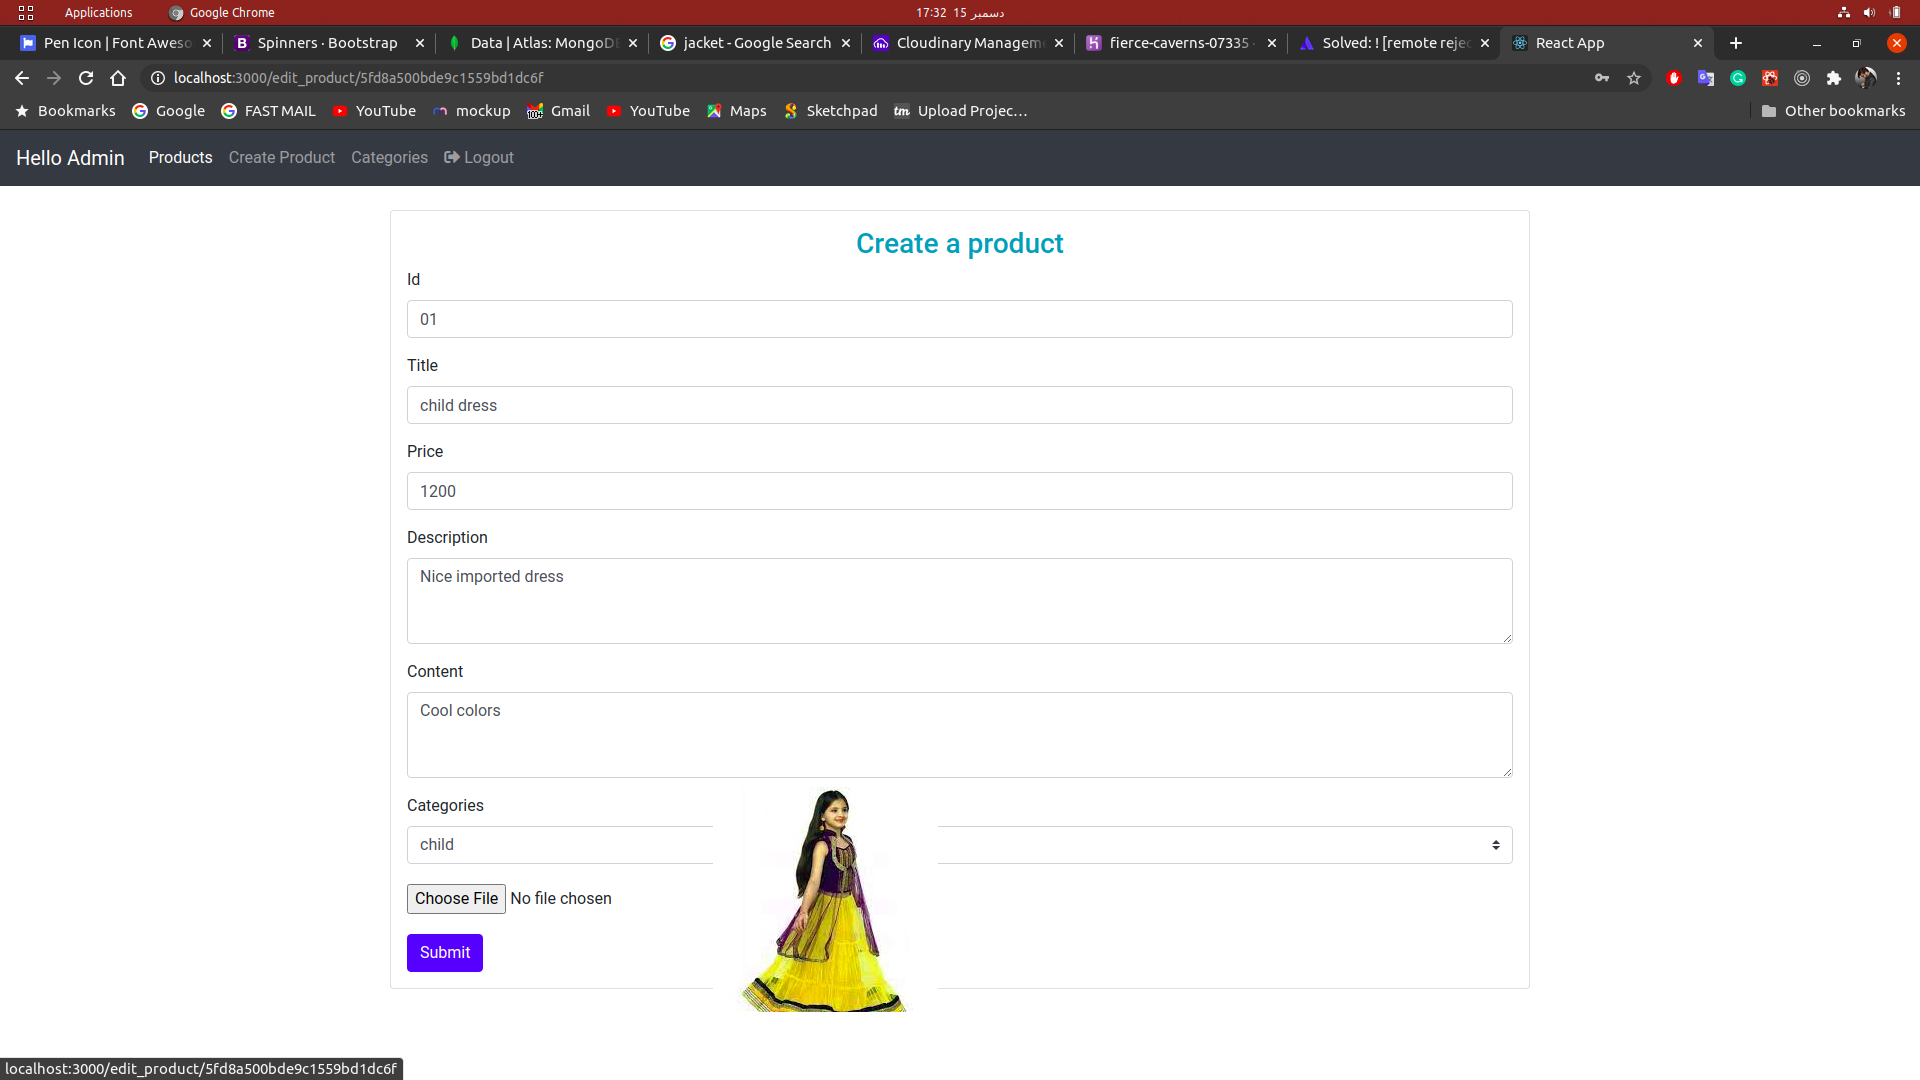 Applications Google Chrome 17:32 15 دسمبر
Pen Icon | Font Aweso Spinners · Bootstrap Data | Atlas: MongoDB jacket - Google Search Cloudinary Managem fierce-caverns-07335 Solved: ! [remote rejec React App
localhost:3000/edit_product/5fd8a500bde9c1559bd1dc6f
Bookmarks Google FAST MAIL YouTube mockup 100+ Gmail YouTube Maps Sketchpad tm Upload Projec... Other bookmarks
Hello Admin Products Create Product Categories Logout
Create a product
Id
01
Title
child dress
Price
1200
Description
Nice imported dress
Content
Cool colors
Categories
child
Choose File No file chosen
Submit
localhost:3000/edit_product/5fd8a500bde9c1559bd1dc6f